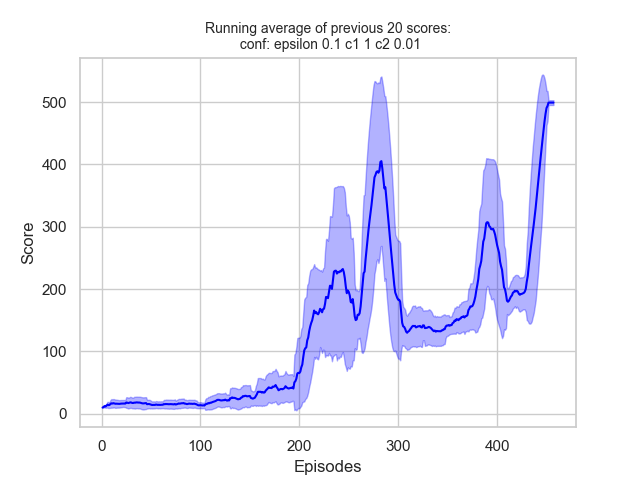 Running average of previous 20 scores:
conf: epsilon 0.1 c1 1 c2 0.01
500
400
300
200
100
0
Score
0 100 200 300 400
Episodes